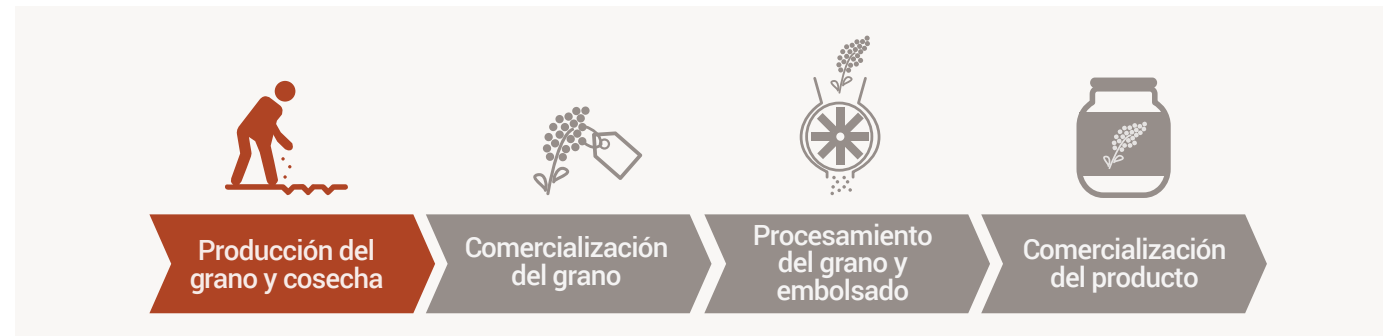 Producción del
grano y cosecha
Comercialización
del grano
Procesamiento
del grano y
embolsado
Comercialización
del producto